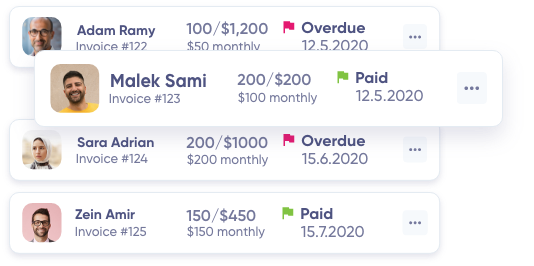 Adam Ramy 100/$1,200 Overdue
Invoice #122 $50 monthly 12.5.2020
Malek Sami 200/$200 Paid
Invoice #123 $100 monthly 12.5.2020
Sara Adrian 200/$1000 Overdue
Invoice #124 $200 monthly 15.6.2020
Zein Amir 150/$450 Paid
Invoice #125 $150 monthly 15.7.2020